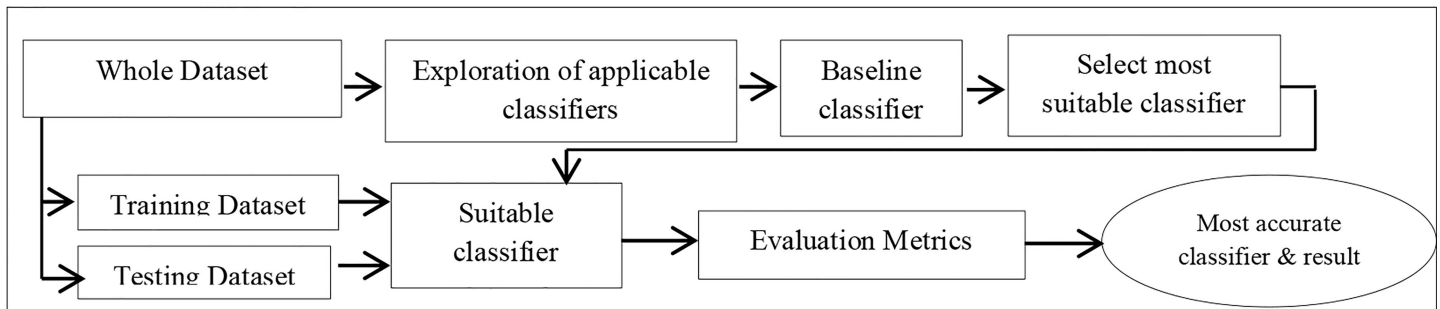 Whole Dataset
Exploration of applicable
classifiers
Baseline
classifier
Select most
suitable classifier
Training Dataset
Testing Dataset
Suitable
classifier
Evaluation Metrics
Most accurate
classifier & result